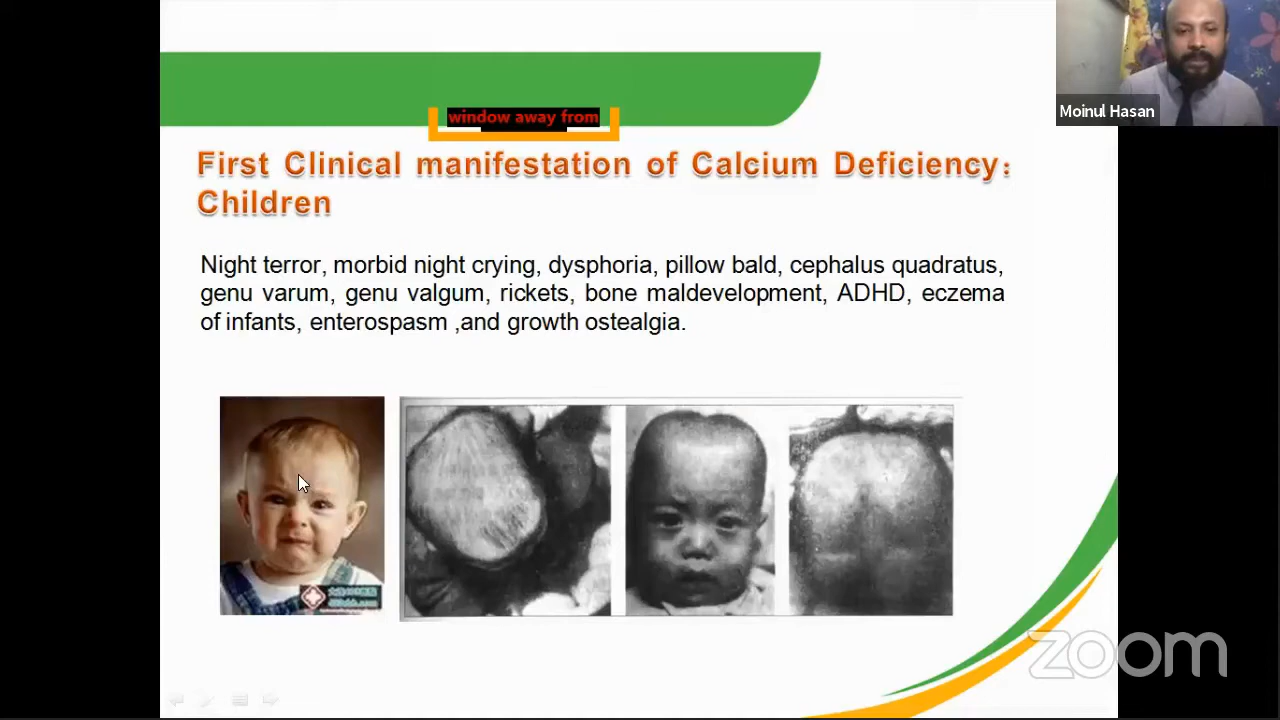 window away from
Moinul Hasan
First Clinical manifestation of Calcium Deficiency:
Children
Night terror, morbid night crying, dysphoria, pillow bald, cephalus quadratus,
genu varum, genu valgum, rickets, bone maldevelopment, ADHD, eczema
of infants, enterospasm ,and growth ostealgia.
zoom